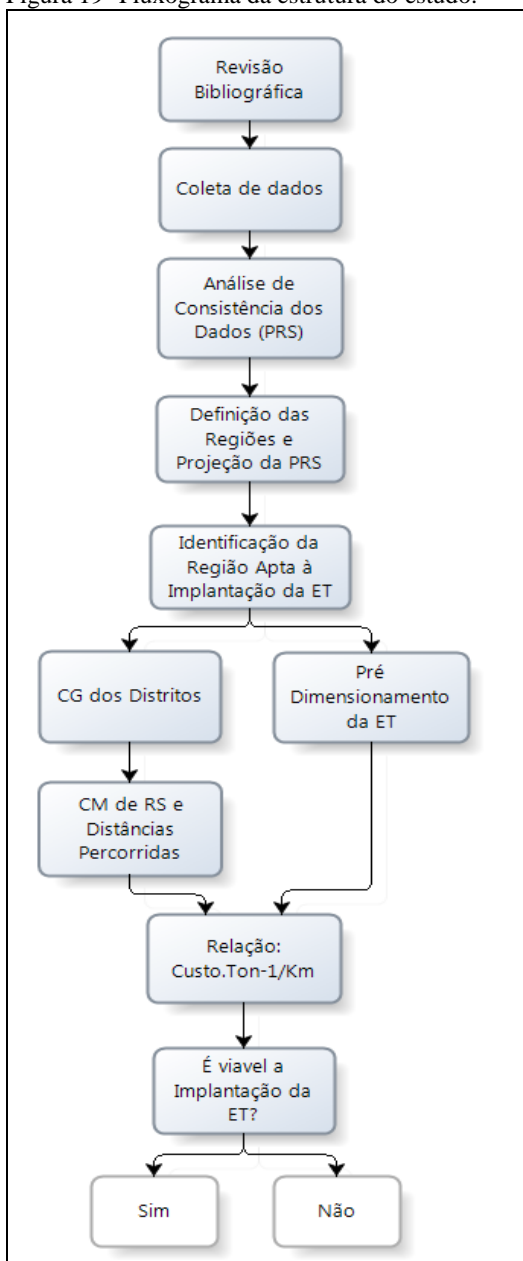 Figura 19- Fluxograma da estrutura do estudo.
Revisão
Bibliográfica
Coleta de dados
Análise de
Consistência dos
Dados (PRS)
Definição das
Regiões e
Projeção da PRS
Identificação da
Região Apta à
Implantação da ET
CG dos Distritos
Pré
Dimensionamento
da ET
CM de RS e
Distâncias
Percorridas
Relação:
Custo.Ton-1/Km
É viavel a
Implantação da
ET?
Sim
Não